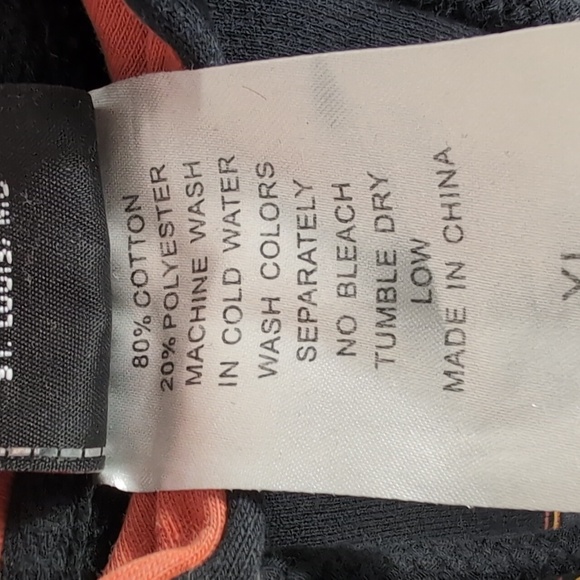 ST. LOUIS, MO
80% COTTON
20% POLYESTER
MACHINE WASH
IN COLD WATER
WASH COLORS
SEPARATELY
NO BLEACH
TUMBLE DRY
LOW
MADE IN CHINA
XL